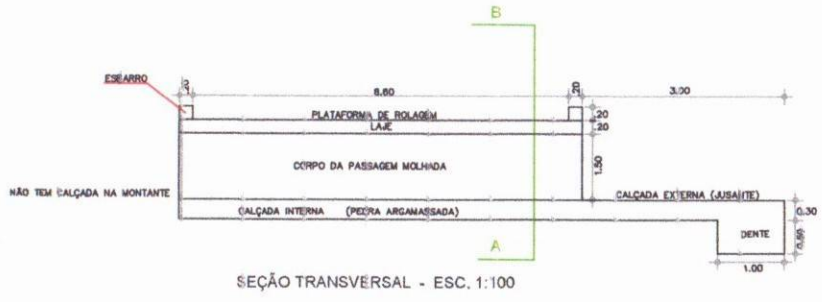 B
ESBARRO
.20
6.60
.20
3.00
PLATAFORMA DE ROLAGEM
.20
LAJE
.20
CORPO DA PASSAGEM MOLHADA
1.50
NÃO TEM CALÇADA NA MONTANTE
CALÇADA EXTERNA (JUSANTE)
CALÇADA INTERNA (PEDRA ARGAMASSADA)
0.30
DENTE
A
1.00
SEÇÃO TRANSVERSAL - ESC. 1:100